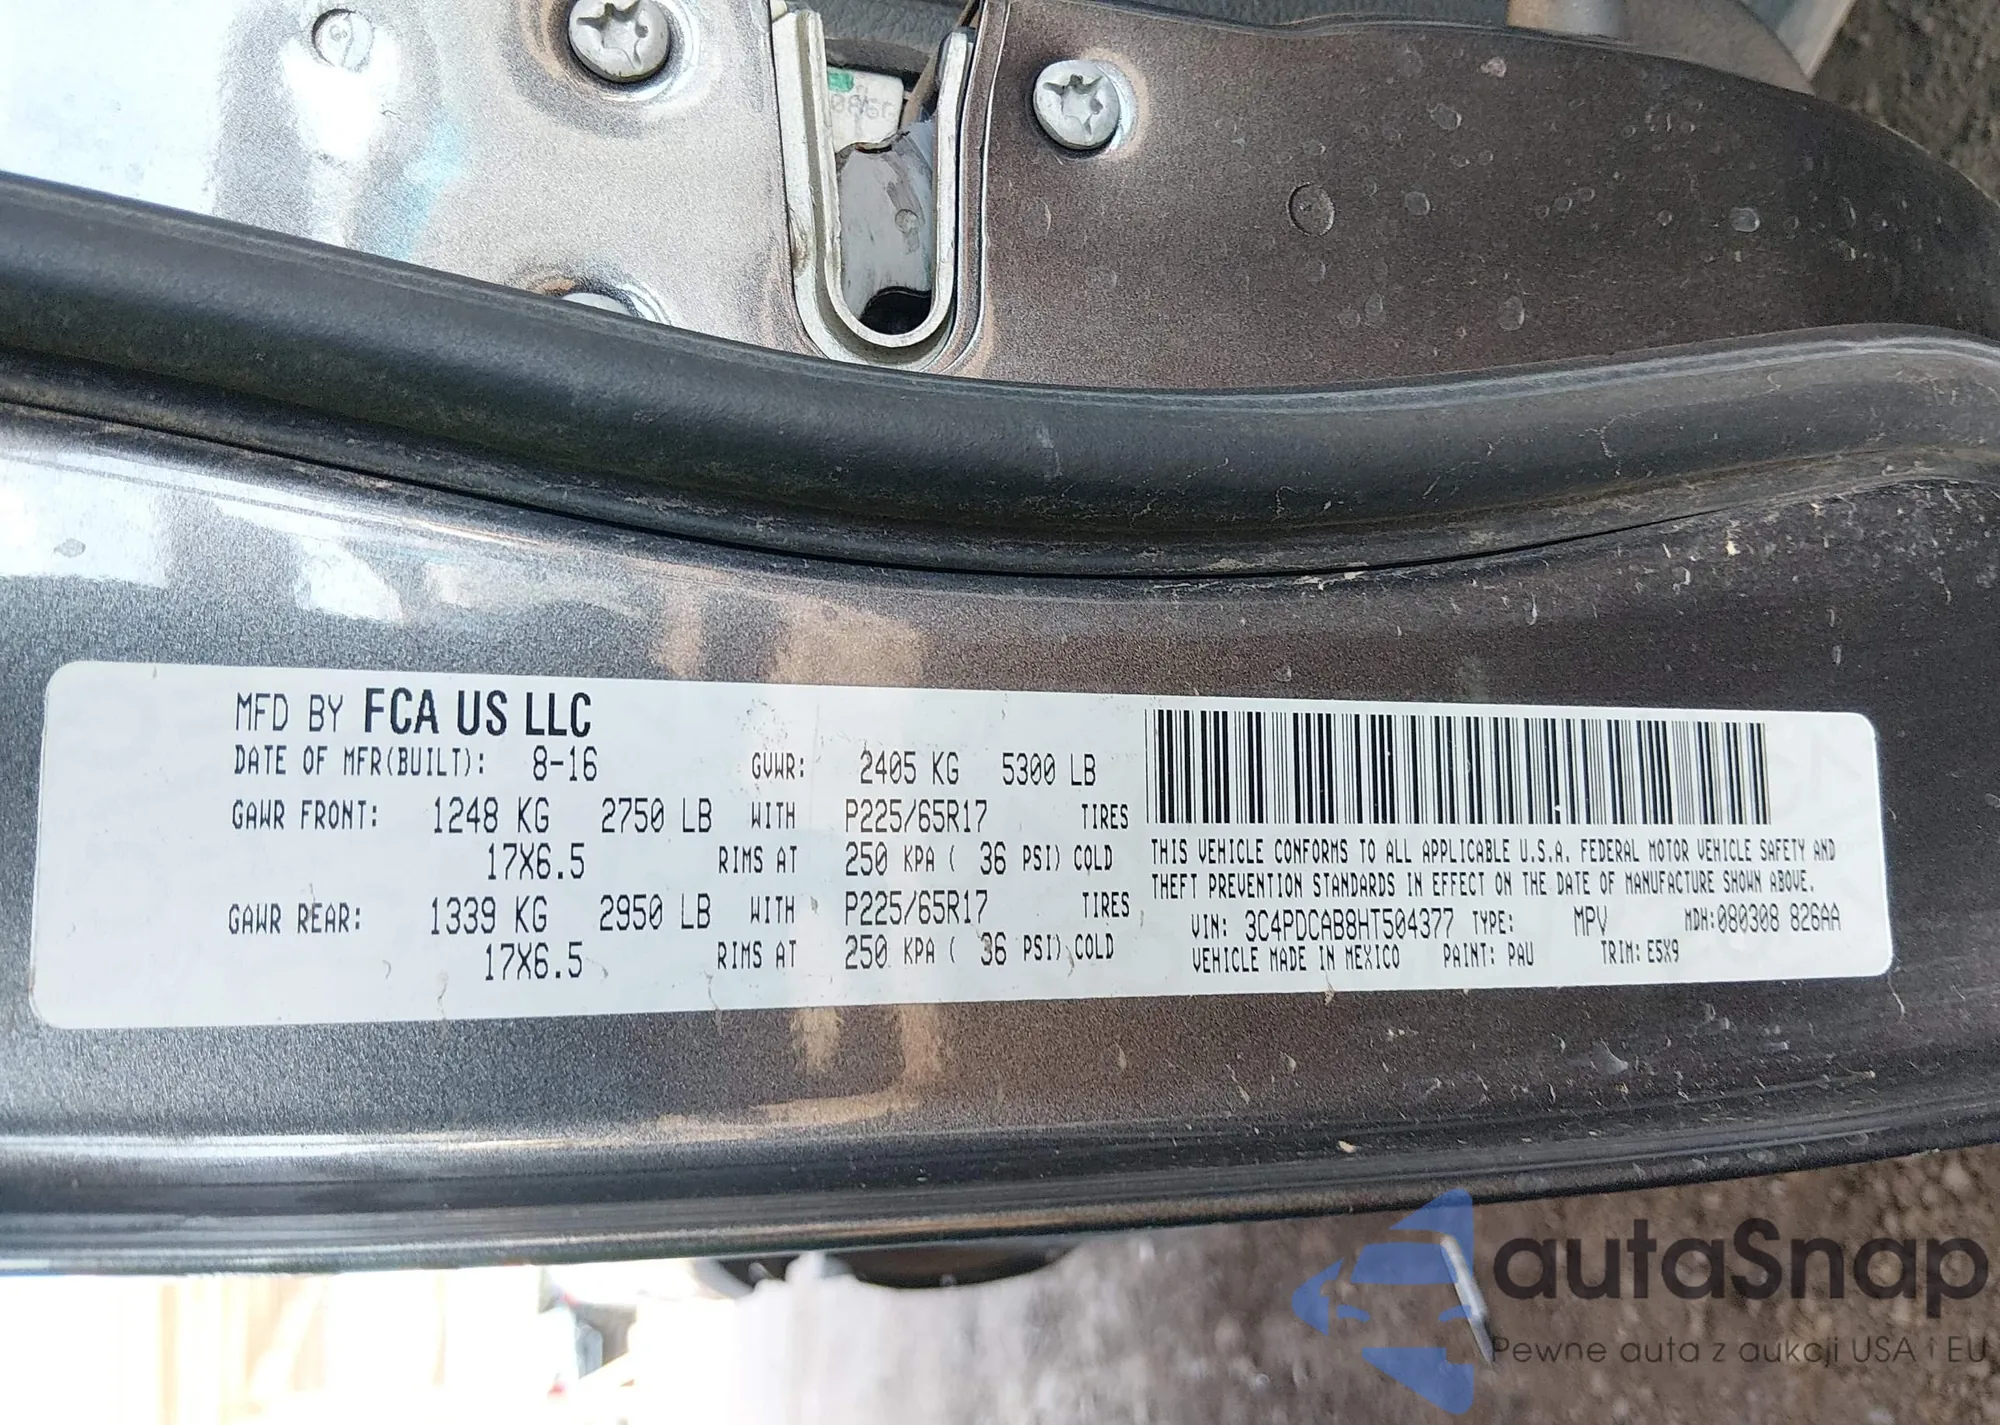 MFD BY FCA US LLC
DATE OF MFR(BUILT): 8-16 GVWR: 2405 KG 5300 LB
GAWR FRONT: 1248 KG 2750 LB WITH P225/65R17 TIRES
17X6.5 RIMS AT 250 KPA ( 36 PSI) COLD
GAWR REAR: 1339 KG 2950 LB WITH P225/65R17 TIRES
17X6.5 RIMS AT 250 KPA ( 36 PSI) COLD
THIS VEHICLE CONFORMS TO ALL APPLICABLE U.S.A. FEDERAL MOTOR VEHICLE SAFETY AND
THEFT PREVENTION STANDARDS IN EFFECT ON THE DATE OF MANUFACTURE SHOWN ABOVE.
VIN: 3C4PDCAB8HT504377 TYPE: MPV MDH:080308 826AA
VEHICLE MADE IN MEXICO PAINT: PAU TRIM: E5X9
autaSnap
Pewne auta z aukcji USA i EU